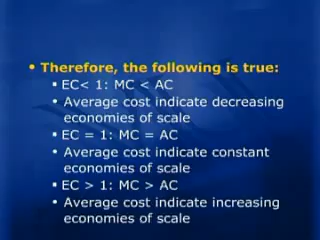 • Therefore, the following is true:
▪ EC< 1: MC < AC
• Average cost indicate decreasing
economies of scale
▪ EC = 1: MC = AC
• Average cost indicate constant
economies of scale
▪ EC > 1: MC > AC
• Average cost indicate increasing
economies of scale